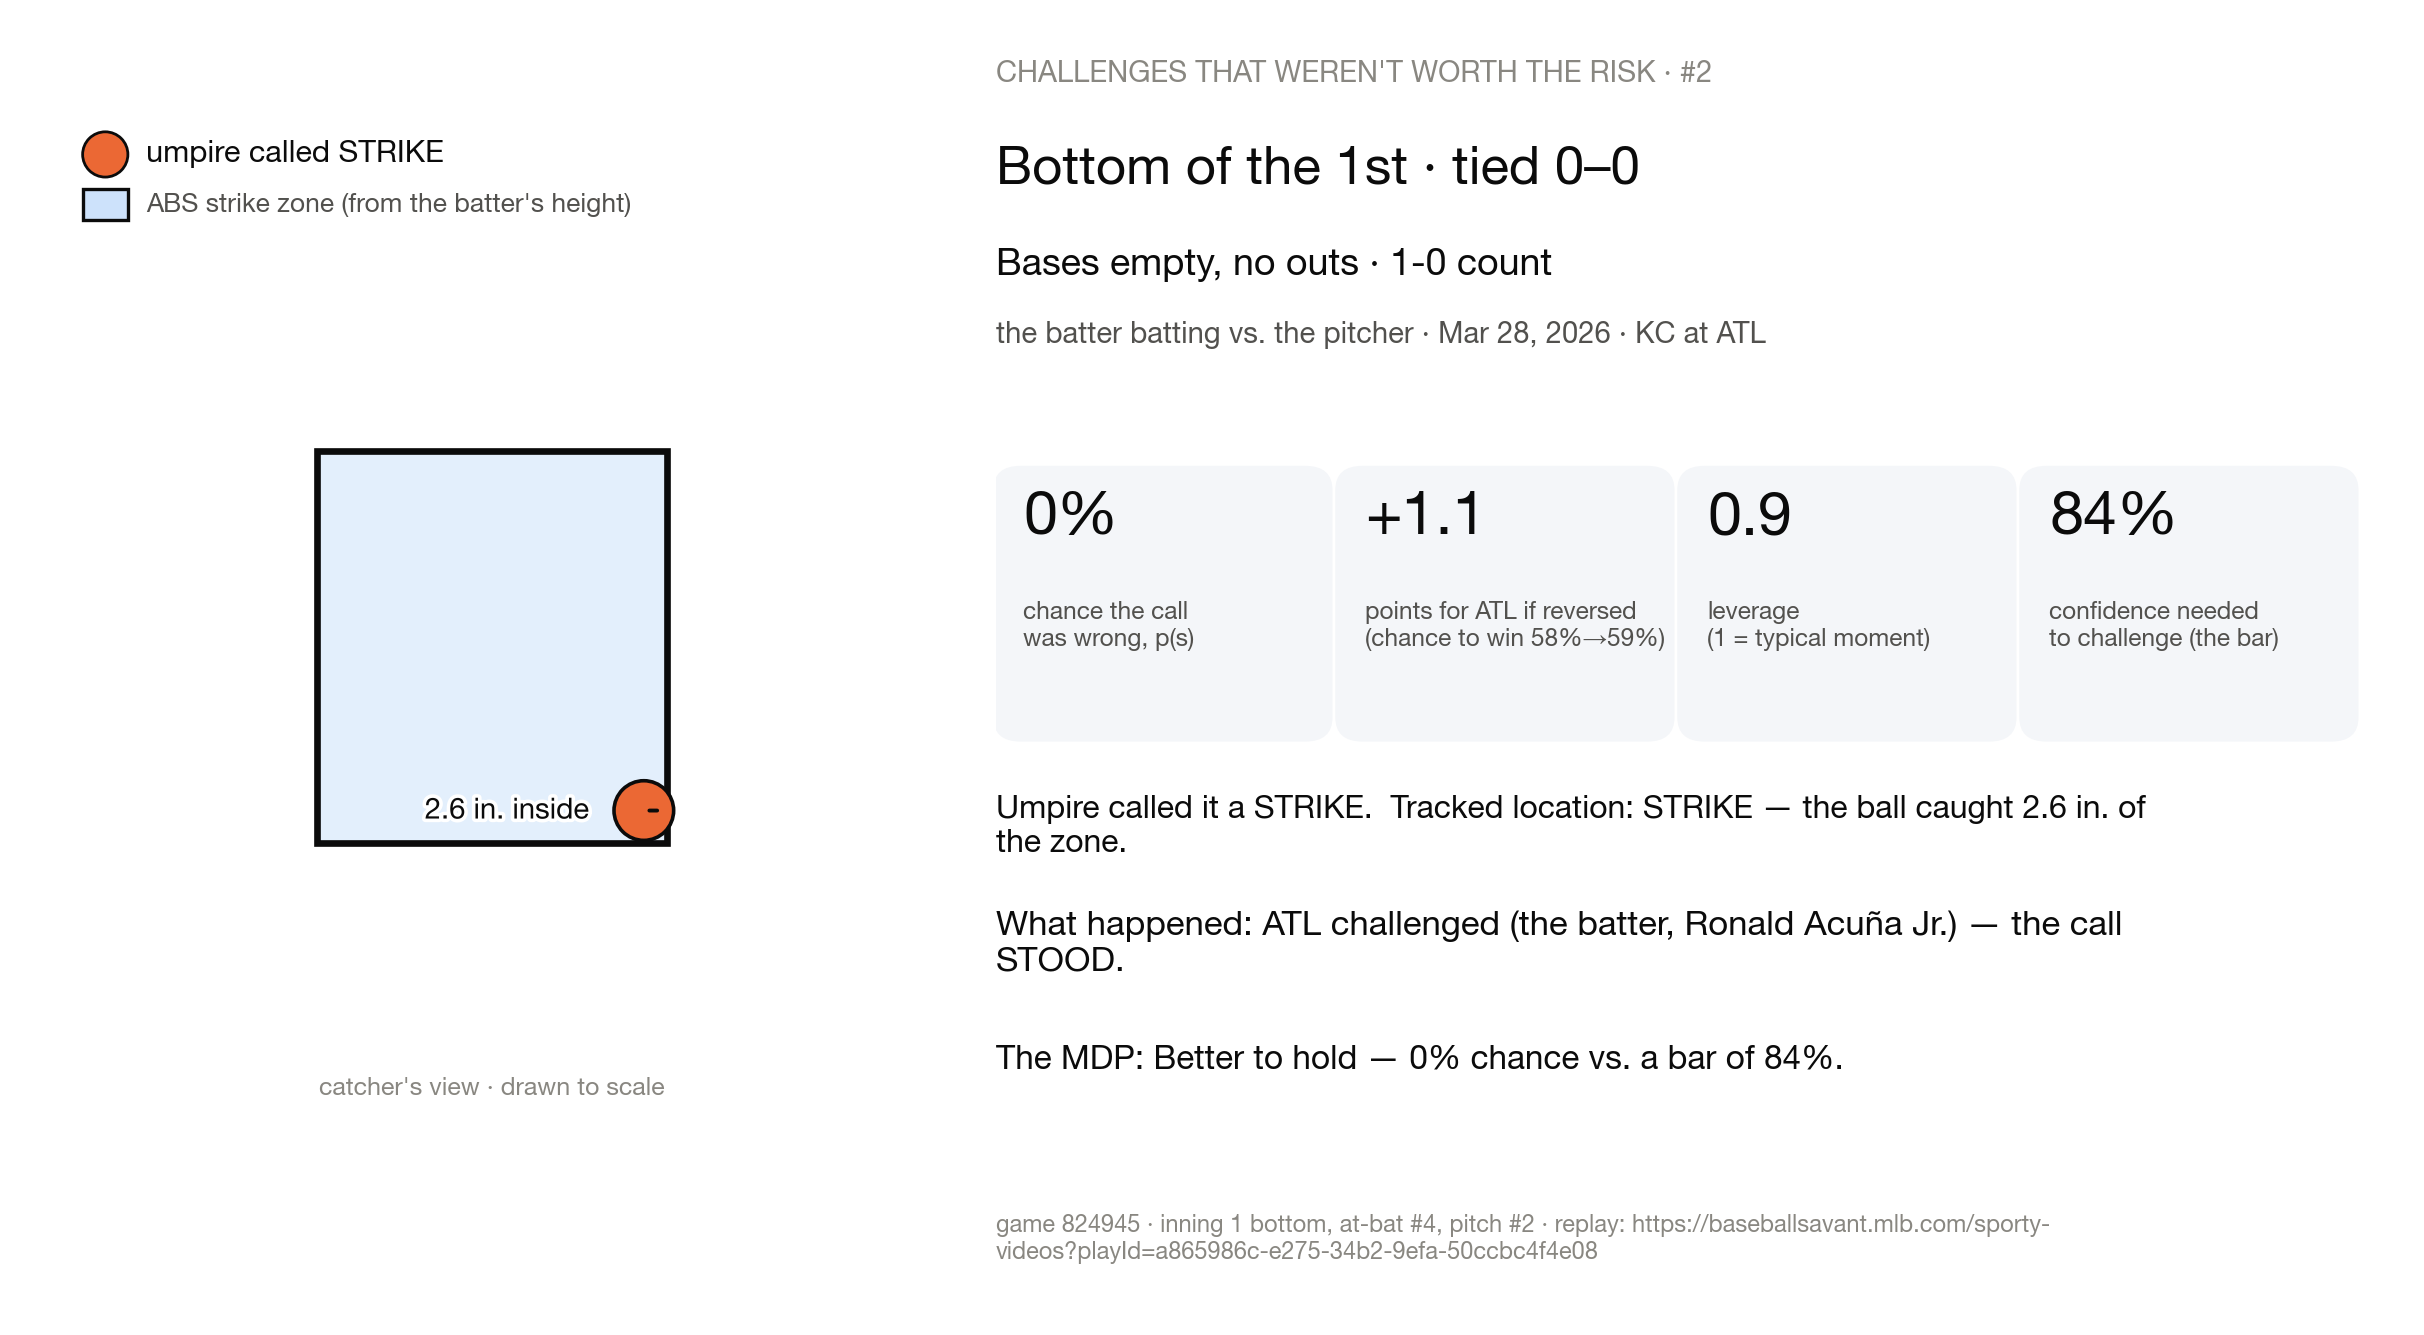 CHALLENGES THAT WEREN'T WORTH THE RISK · #2
umpire called STRIKE
ABS strike zone (from the batter's height)
Bottom of the 1st · tied 0–0
Bases empty, no outs · 1-0 count
the batter batting vs. the pitcher · Mar 28, 2026 · KC at ATL
0%
chance the call
was wrong, p(s)
+1.1
points for ATL if reversed
(chance to win 58%→59%)
0.9
leverage
(1 = typical moment)
84%
confidence needed
to challenge (the bar)
2.6 in. inside
catcher's view · drawn to scale
Umpire called it a STRIKE.  Tracked location: STRIKE — the ball caught 2.6 in. of
the zone.
What happened: ATL challenged (the batter, Ronald Acuña Jr.) — the call
STOOD.
The MDP: Better to hold — 0% chance vs. a bar of 84%.
game 824945 · inning 1 bottom, at-bat #4, pitch #2 · replay: https://baseballsavant.mlb.com/sporty-
videos?playId=a865986c-e275-34b2-9efa-50ccbc4f4e08